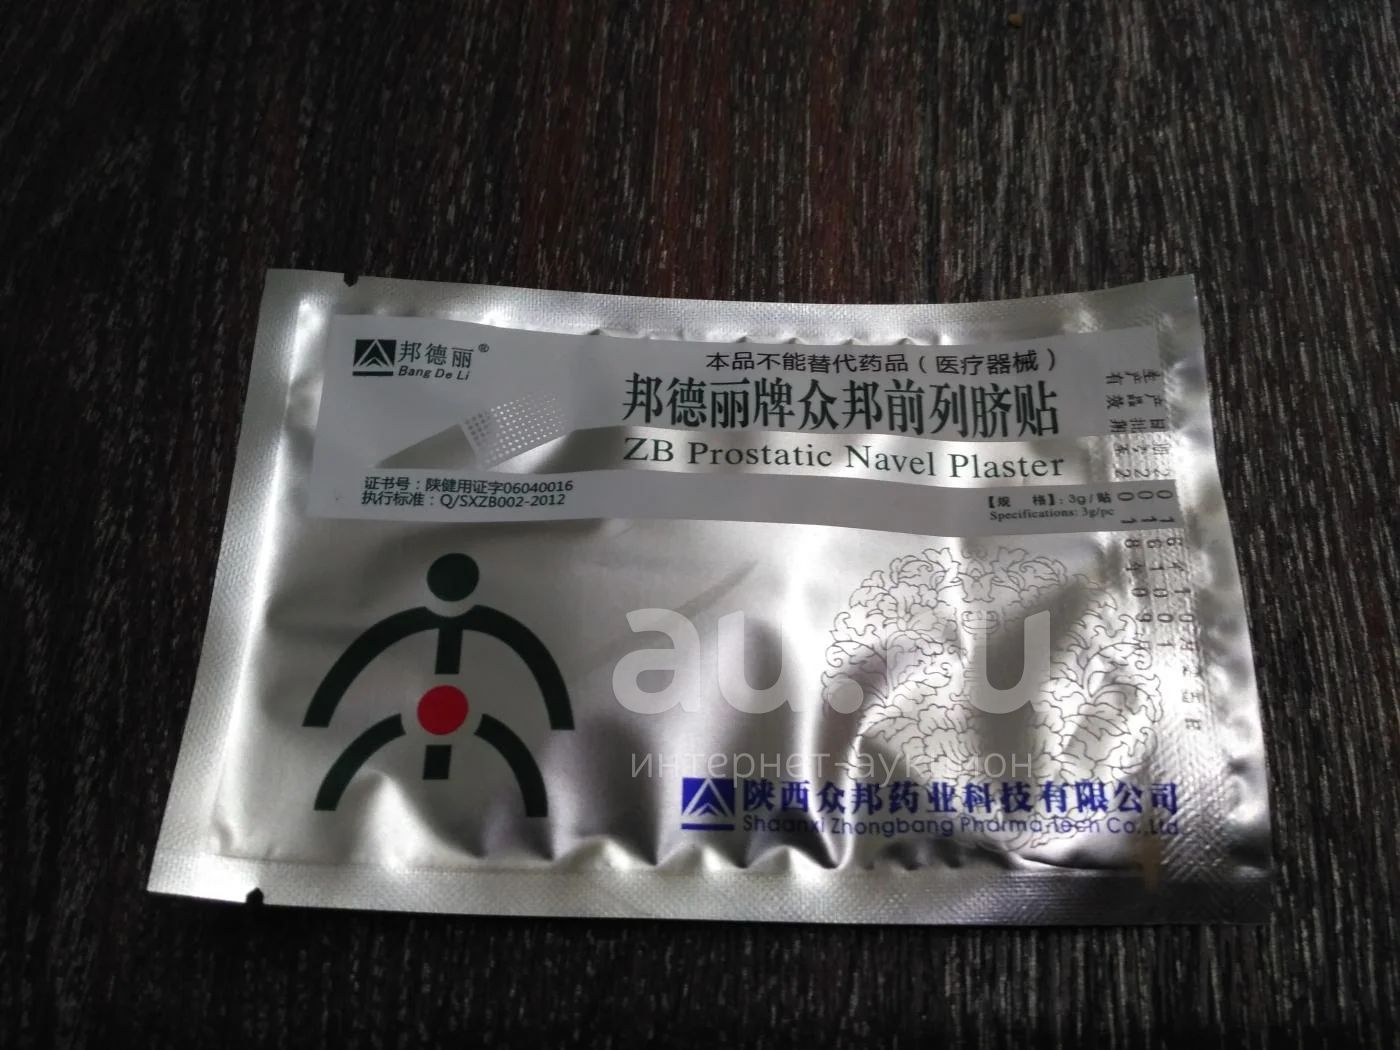 邦德丽®
Bang De Li
本品不能替代药品（医疗器械）
邦德丽牌众邦前列脐贴
ZB Prostatic Navel Plaster
证书号：陕健用证字06040016
执行标准：Q/SXZB002-2012
【规 格】：3g/贴
Specifications: 3g/pc
au.ru
интернет-аукцион
陕西众邦药业科技有限公司
Shaanxi Zhongbang Pharma-Tech Co.,Ltd.